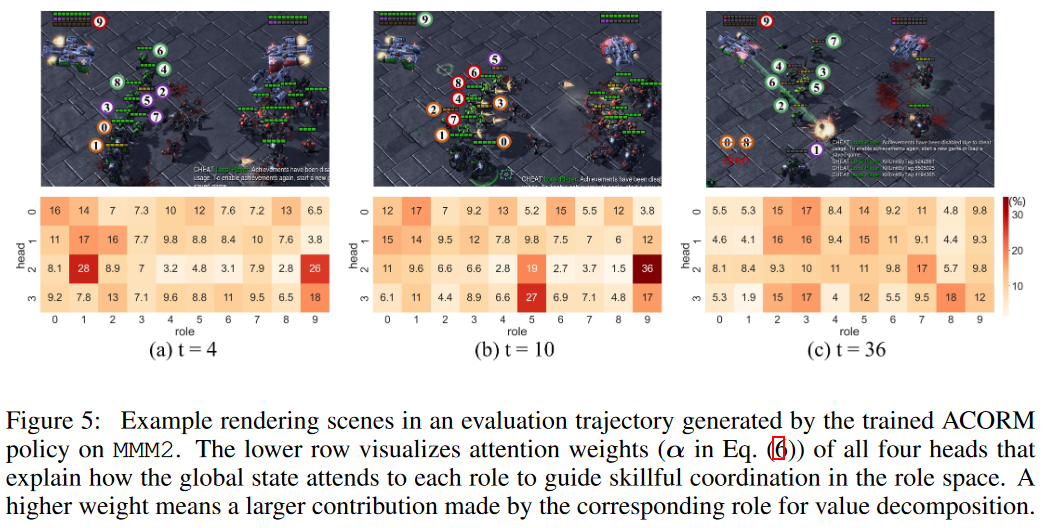 9
6
4
8
2
5
3
7
0
1
Achievements have been
usage. To enable achievements again, start a new
9
5
6
8
4
3
2
7
1
0
Achievements have been disa
usage. To enable achievements again, start a new game or
9
7
4
3
6
5
2
0 8
1
CHEAT Achievements have been disabled due to cheat
usage. To enable achievements again, start a new game or load a
saved game.
CHEAT KillUnitByTag
CHEAT KillUnitByTag
CHEAT KillUnitByTag
head
0 16 14 7 7.3 10 12 7.6 7.2 13 6.5
1 11 17 16 7.7 9.8 8.8 8.4 10 7.6 3.8
2 8.1 28 8.9 7 3.2 4.8 3.1 7.9 2.8 26
3 9.2 7.8 13 7.1 9.6 8.8 11 9.5 6.5 18
0 1 2 3 4 5 6 7 8 9
role
(a) t = 4
head
0 12 17 7 9.2 13 5.2 15 5.5 12 3.8
1 15 14 9.5 12 7.8 9.8 7.5 7 6 12
2 11 9.6 6.6 6.6 2.8 19 2.7 3.7 1.5 36
3 6.1 11 4.4 8.9 6.6 27 6.9 7.1 4.8 17
0 1 2 3 4 5 6 7 8 9
role
(b) t = 10
head
0 5.5 5.3 15 17 8.4 14 9.2 11 4.8 9.8
1 4.6 4.1 16 16 9.4 15 11 9.1 4.4 9.3
2 8.1 8.4 9.3 10 11 11 9.8 17 5.7 9.8
3 5.3 1.9 15 17 4 12 5.5 9.5 18 12
0 1 2 3 4 5 6 7 8 9
role
(c) t = 36
(%)
30
20
10
Figure 5: Example rendering scenes in an evaluation trajectory generated by the trained ACORM
policy on MMM2. The lower row visualizes attention weights (α in Eq. (6)) of all four heads that
explain how the global state attends to each role to guide skillful coordination in the role space. A
higher weight means a larger contribution made by the corresponding role for value decomposition.